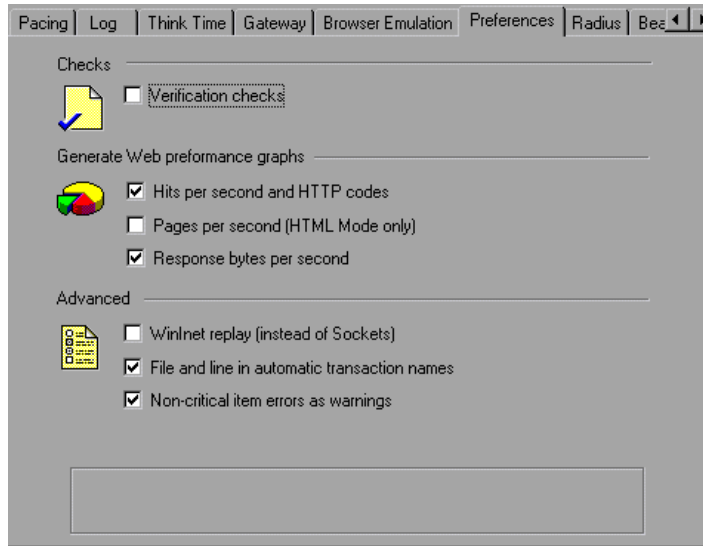 Pacing Log Think Time Gateway Browser Emulation Preferences Radius
Checks
Verification checks
Generate Web preformance graphs
Hits per second and HTTP codes
Pages per second (HTML Mode only)
Response bytes per second
Advanced
WinInet replay (instead of Sockets)
File and line in automatic transaction names
Non-critical item errors as warnings